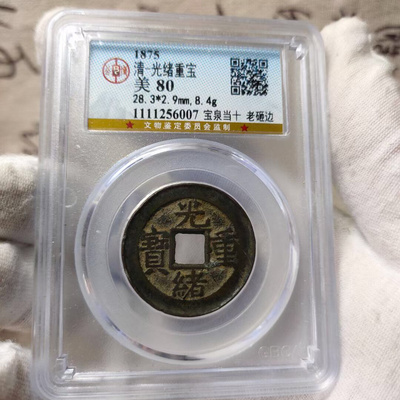 1875
清·光绪重宝
美 80
28.3*2.9mm,8.4g
1111256007 宝泉当十 老砸边
★ 文物鉴定委员会监制 ★
光
重
緒
寶